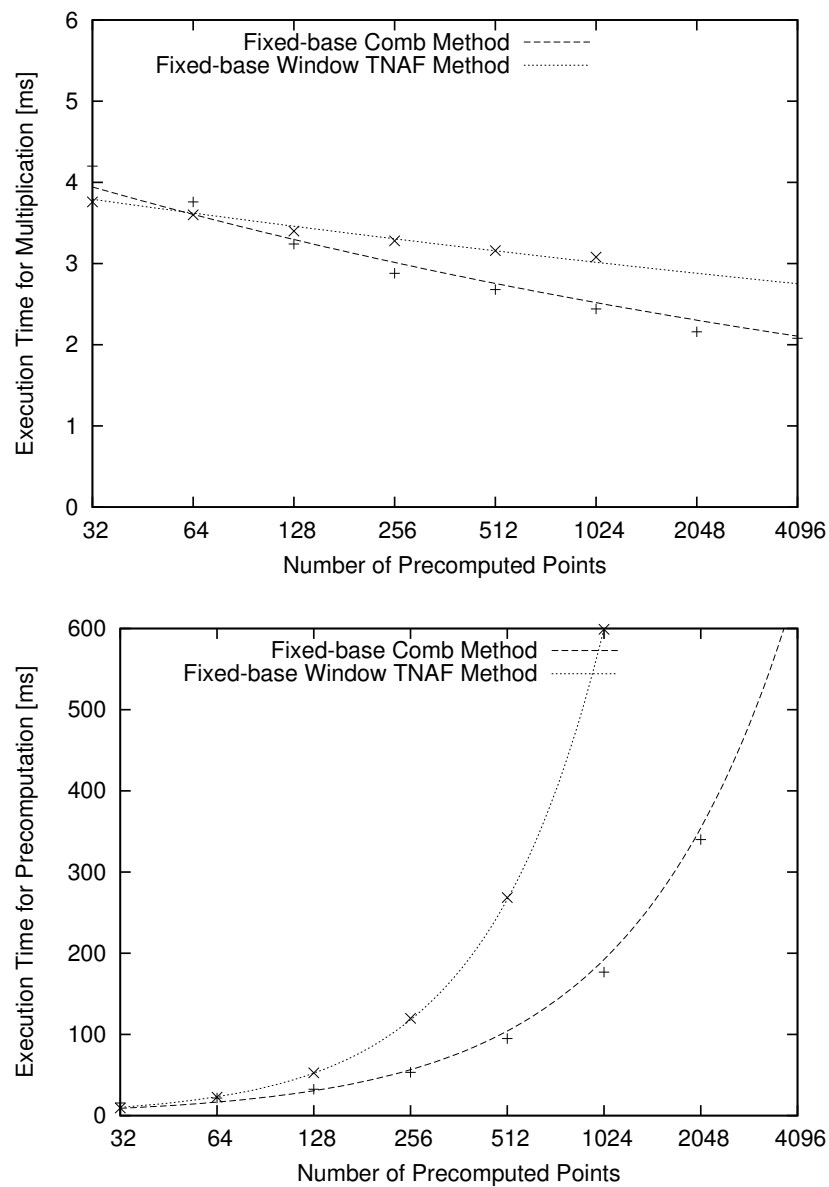 6
5
4
3
2
1
0
Execution Time for Multiplication [ms]
Fixed-base Comb Method
Fixed-base Window TNAF Method
32 64 128 256 512 1024 2048 4096
Number of Precomputed Points
600
500
400
300
200
100
0
Execution Time for Precomputation [ms]
Fixed-base Comb Method
Fixed-base Window TNAF Method
32 64 128 256 512 1024 2048 4096
Number of Precomputed Points